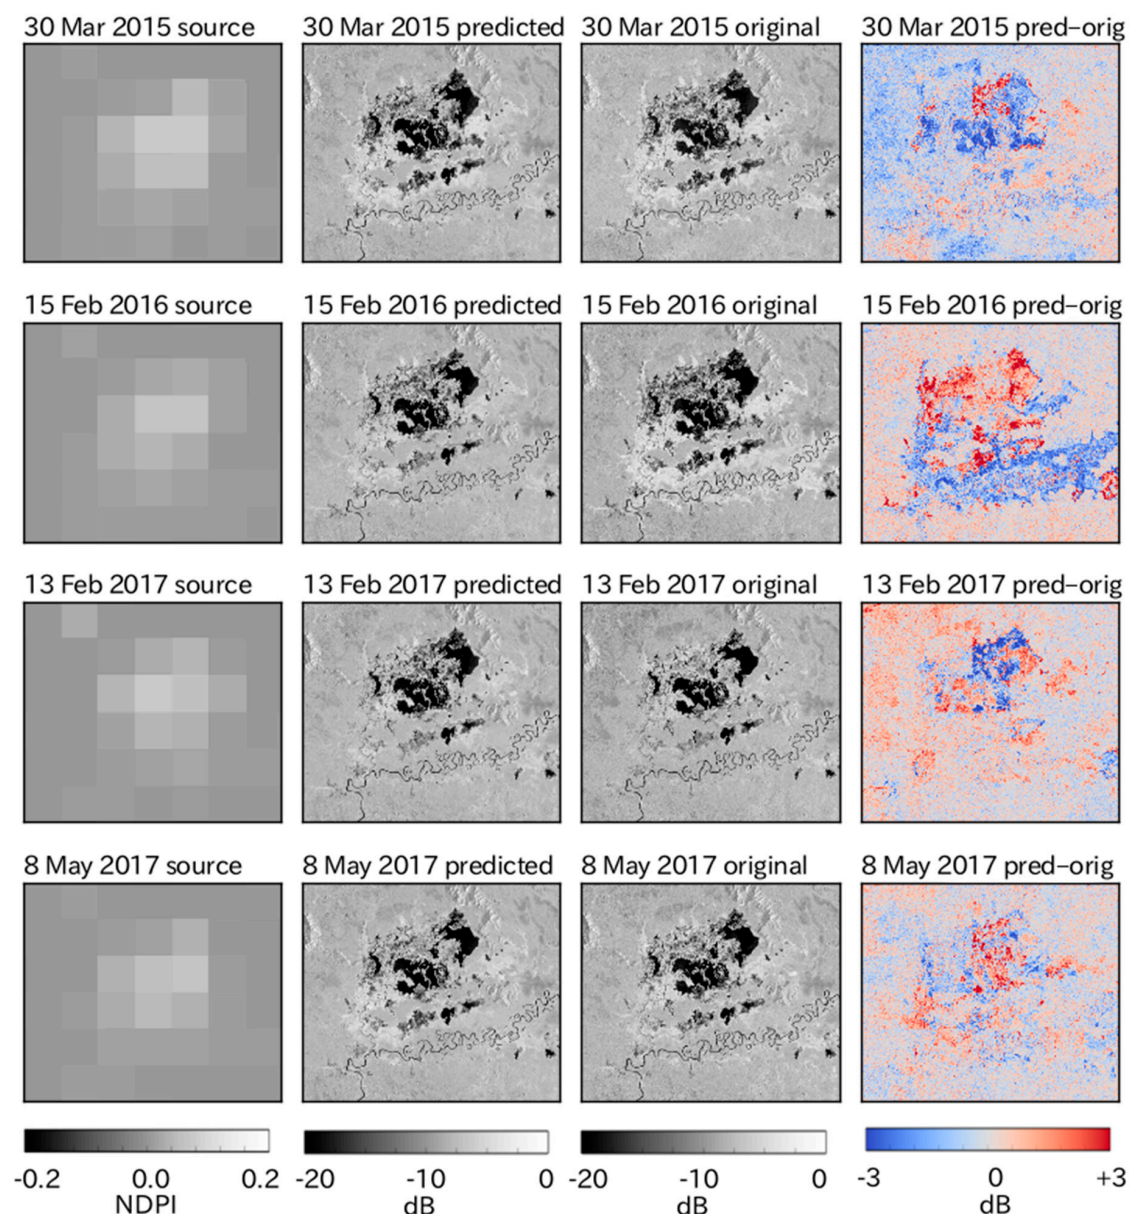 30 Mar 2015 source
30 Mar 2015 predicted
30 Mar 2015 original
30 Mar 2015 pred–orig
15 Feb 2016 source
15 Feb 2016 predicted
15 Feb 2016 original
15 Feb 2016 pred–orig
13 Feb 2017 source
13 Feb 2017 predicted
13 Feb 2017 original
13 Feb 2017 pred–orig
8 May 2017 source
8 May 2017 predicted
8 May 2017 original
8 May 2017 pred–orig
-0.2 0.0 0.2
NDPI
-20 -10 0
dB
-20 -10 0
dB
-3 0 +3
dB